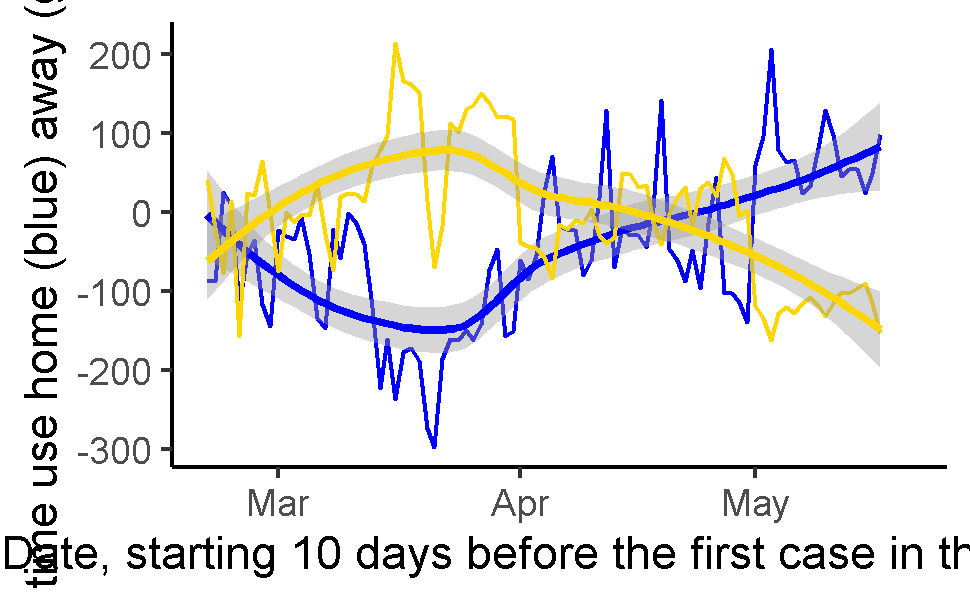 time use home (blue) away (
200
100
0
-100
-200
-300
Mar Apr May
Date, starting 10 days before the first case in th